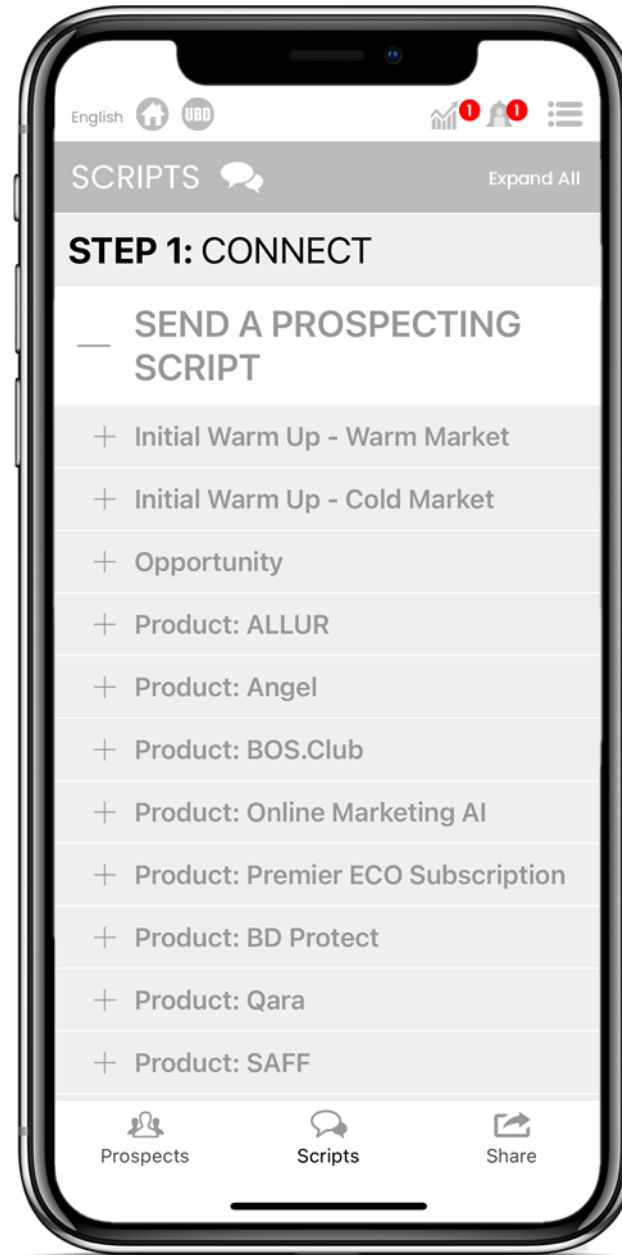 English UBD 1 1
SCRIPTS Expand All
STEP 1: CONNECT
SEND A PROSPECTING
SCRIPT
Initial Warm Up - Warm Market
Initial Warm Up - Cold Market
Opportunity
Product: ALLUR
Product: Angel
Product: BOS.Club
Product: Online Marketing AI
Product: Premier ECO Subscription
Product: BD Protect
Product: Qara
Product: SAFF
Prospects Scripts Share